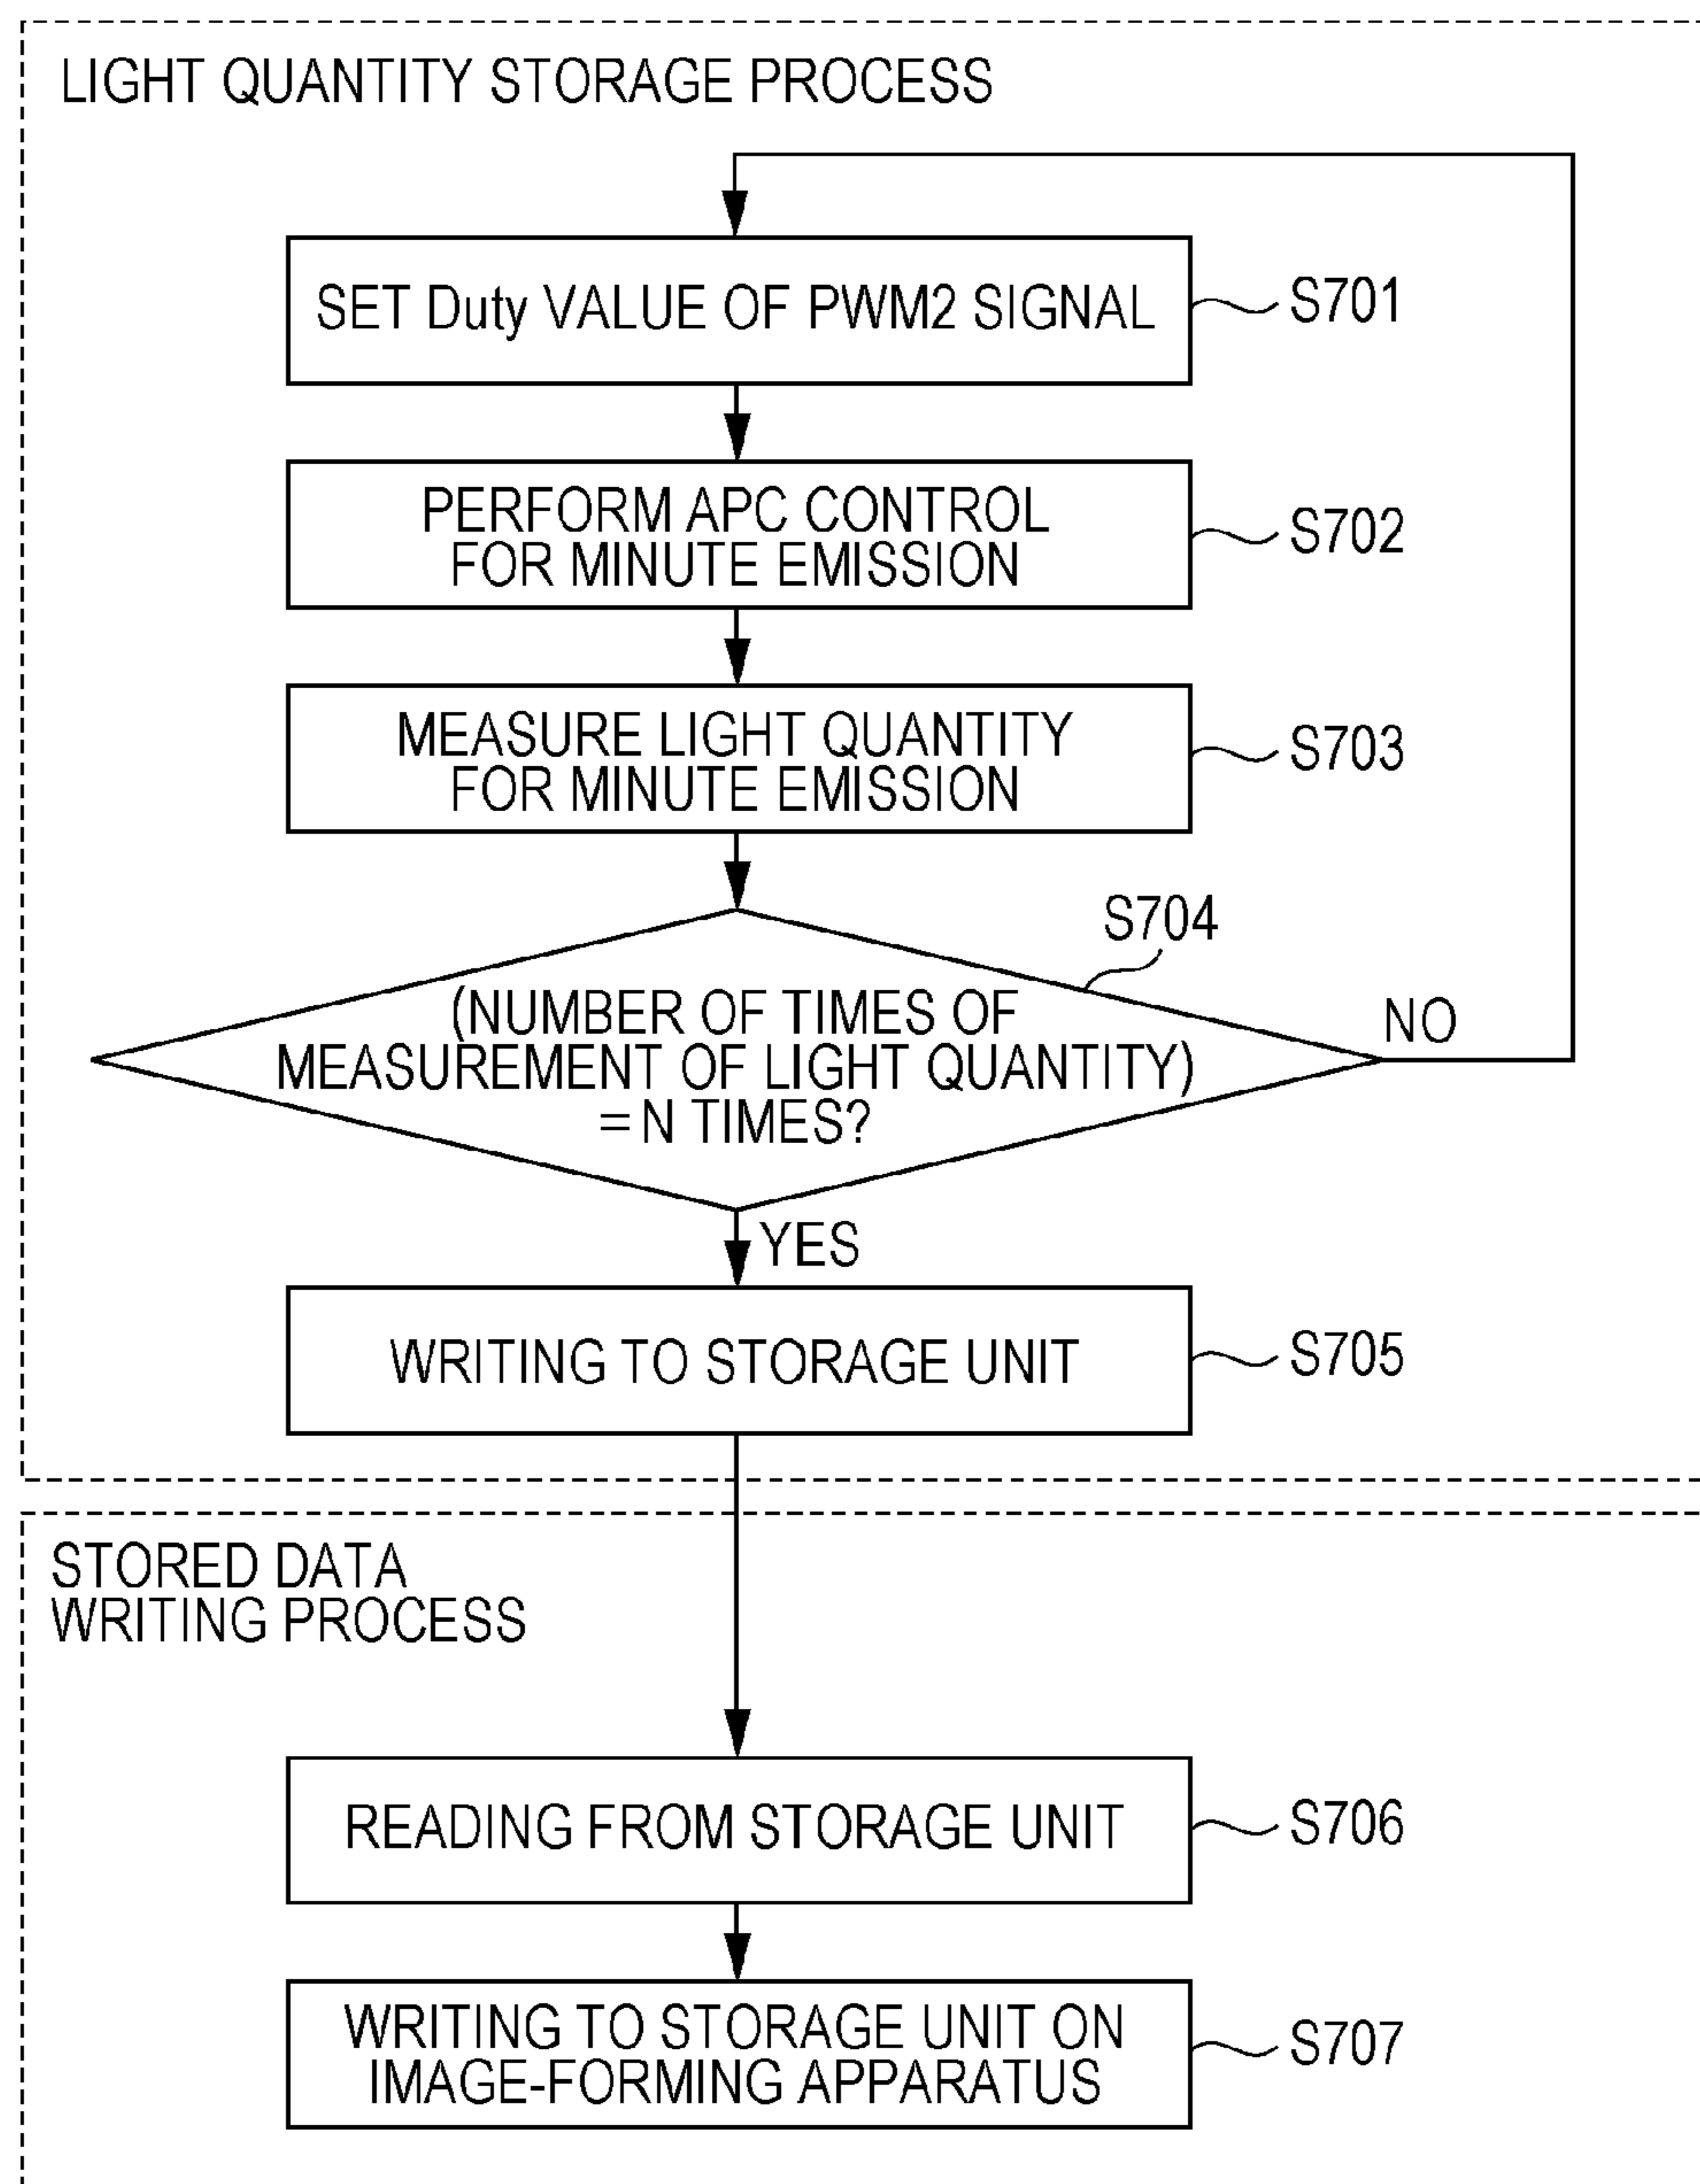 LIGHT QUANTITY STORAGE PROCESS
SET Duty VALUE OF PWM2 SIGNAL
S701
PERFORM APC CONTROL
FOR MINUTE EMISSION
S702
MEASURE LIGHT QUANTITY
FOR MINUTE EMISSION
S703
S704
(NUMBER OF TIMES OF
MEASUREMENT OF LIGHT QUANTITY)
=N TIMES?
NO
YES
WRITING TO STORAGE UNIT
S705
STORED DATA
WRITING PROCESS
READING FROM STORAGE UNIT
S706
WRITING TO STORAGE UNIT ON
IMAGE-FORMING APPARATUS
S707